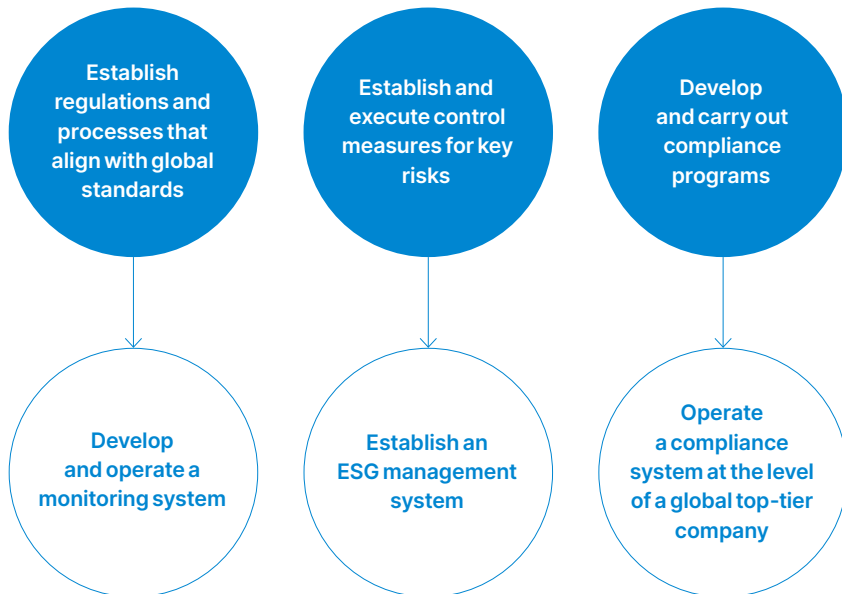 Establish
regulations and
processes that
align with global
standards
Establish and
execute control
measures for key
risks
Develop
and carry out
compliance
programs
Develop
and operate a
monitoring system
Establish an
ESG management
system
Operate
a compliance
system at the level
of a global top-tier
company